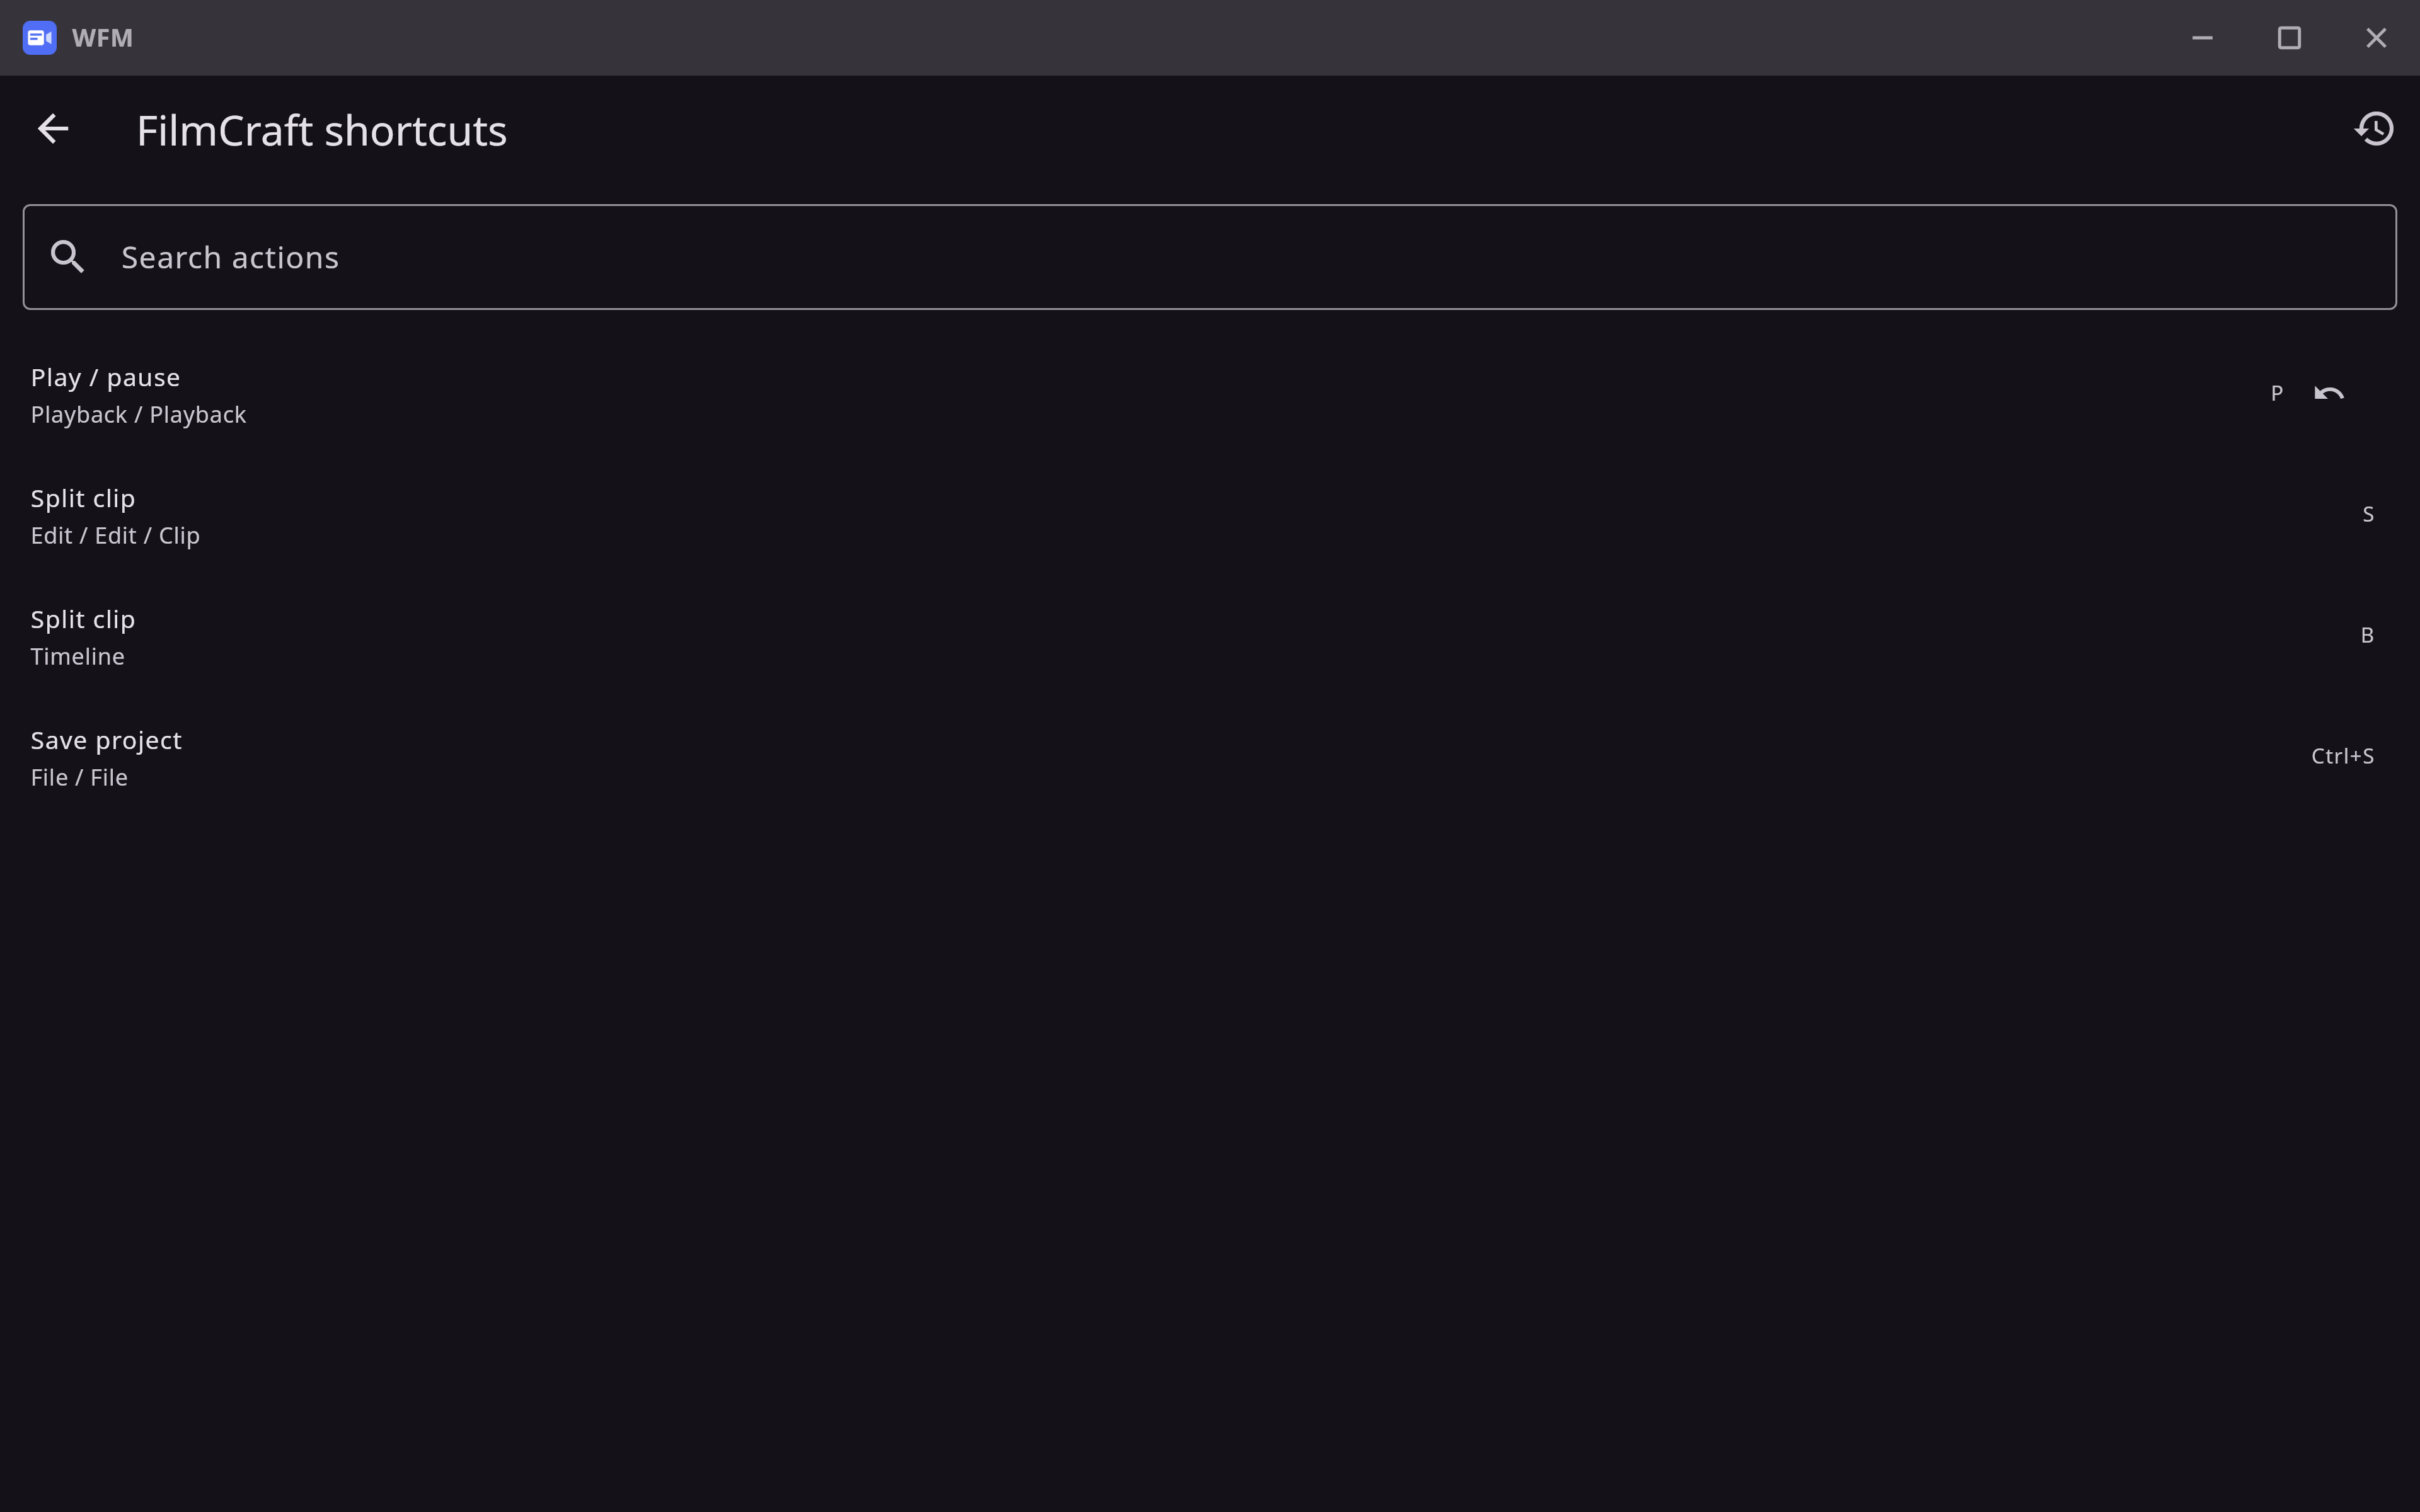 WFM
FilmCraft shortcuts
Search actions
Play / pause
Playback / Playback
P
Split clip
Edit / Edit / Clip
S
Split clip
Timeline
B
Save project
File / File
Ctrl+S